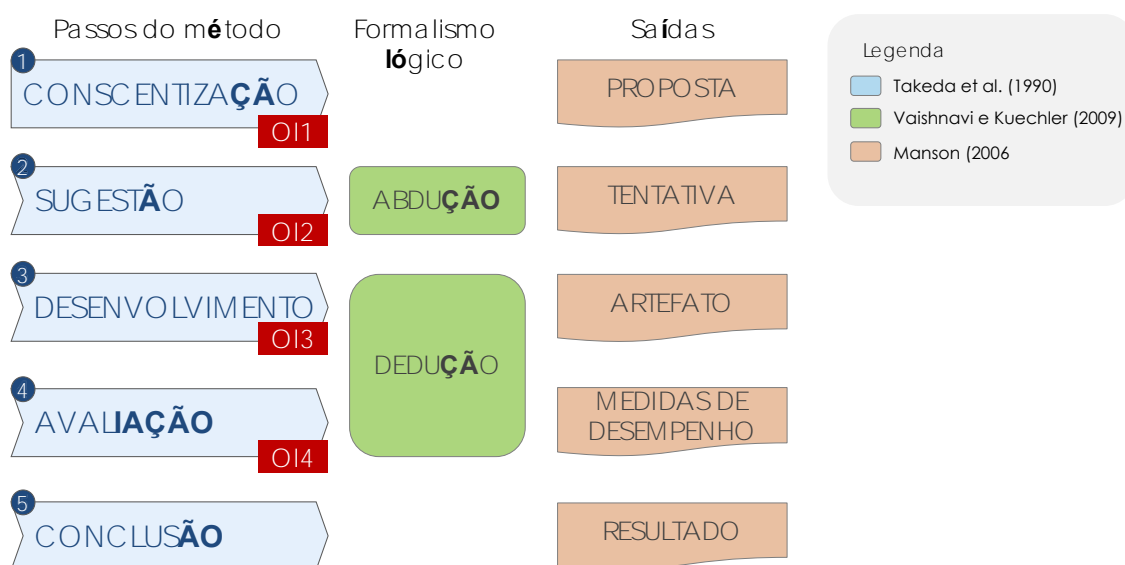 Passos do método
Formalismo
lógico
Saídas
Legenda
Takeda et al. (1990)
Vaishnavi e Kuechler (2009)
Manson (2006
1
CONSCENTIZAÇÃO
OI1
PROPOSTA
2
SUGESTÃO
OI2
ABDUÇÃO
TENTATIVA
3
DESENVOLVIMENTO
OI3
DEDUÇÃO
ARTEFATO
4
AVALIAÇÃO
OI4
MEDIDAS DE
DESEMPENHO
5
CONCLUSÃO
RESULTADO